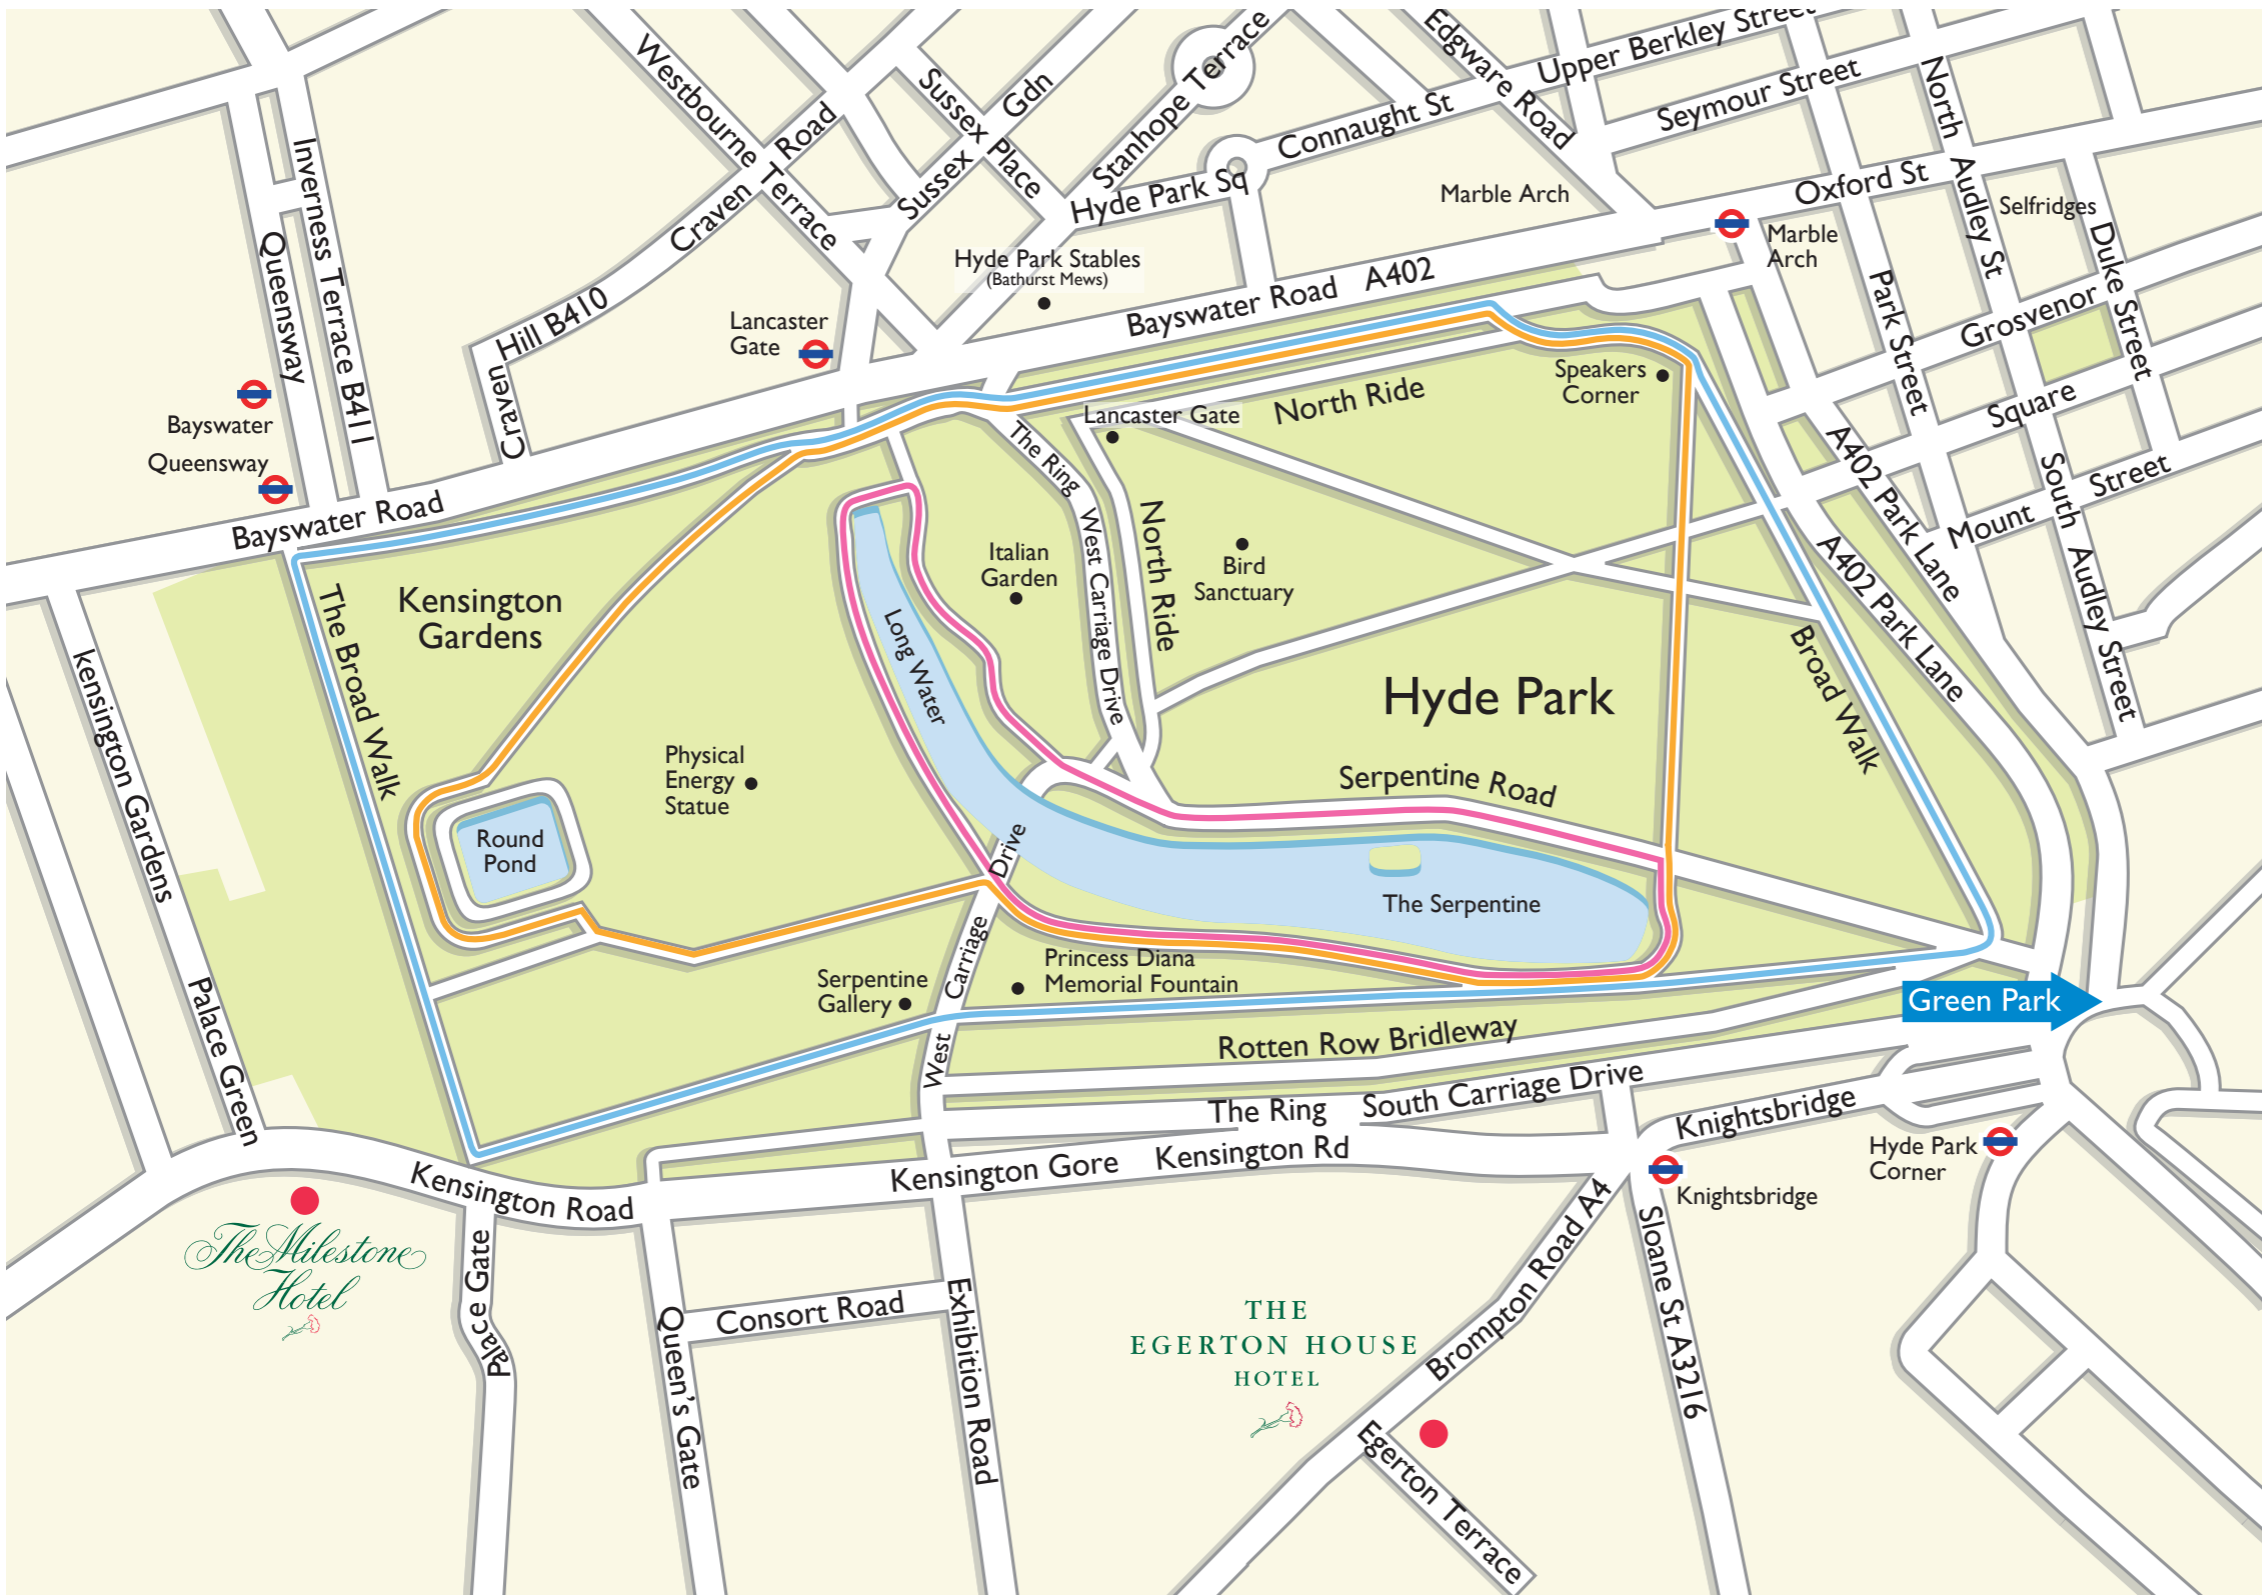 Westbourne Terrace
Craven Road
Sussex Place
Sussex Gdn
Stanhope Terrace
Edgware Road
Upper Berkley Street
Seymour Street
Connaught St
Hyde Park Sq
North Audley St
Oxford St
Marble Arch
Selfridges
Marble
Arch
Duke Street
Park Street
Grosvenor
Square
Inverness Terrace B411
Queensway
Hyde Park Stables
(Bathurst Mews)
Bayswater Road A402
Craven Hill B410
Lancaster
Gate
Bayswater
Queensway
Bayswater Road
Speakers
Corner
North Ride
Lancaster Gate
The Ring
West Carriage Drive
North Ride
A402 Park Lane
A402 Park Lane
Mount Street
South Audley Street
Italian
Garden
Bird
Sanctuary
Kensington
Gardens
The Broad Walk
kensington Gardens
Palace Green
Long Water
Hyde Park
Broad Walk
Physical
Energy
Statue
Serpentine Road
Round
Pond
The Serpentine
West Carriage Drive
Princess Diana
Memorial Fountain
Serpentine
Gallery
Green Park
Rotten Row Bridleway
South Carriage Drive
The Ring
Knightsbridge
Hyde Park
Corner
Knightsbridge
Kensington Gore
Kensington Rd
Kensington Road
The Milestone
Hotel
Palace Gate
Queen's Gate
Consort Road
Exhibition Road
THE
EGERTON HOUSE
HOTEL
Brompton Road A4
Sloane St A3216
Egerton Terrace